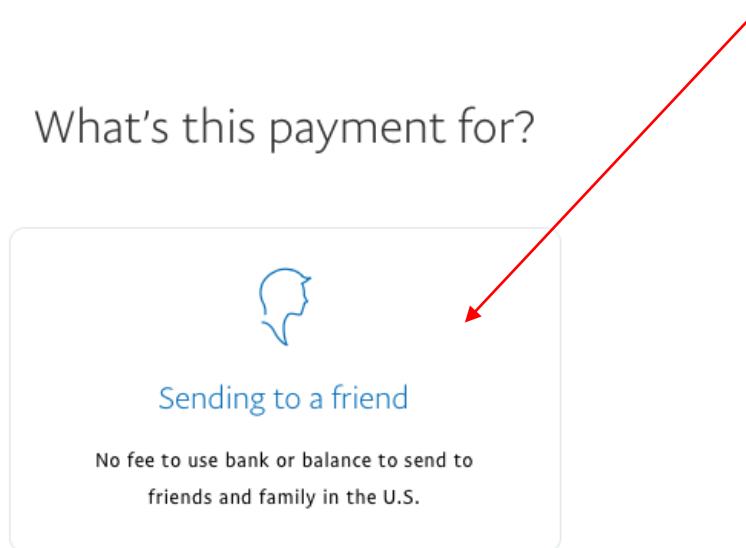 What's this payment for?
Sending to a friend
No fee to use bank or balance to send to
friends and family in the U.S.